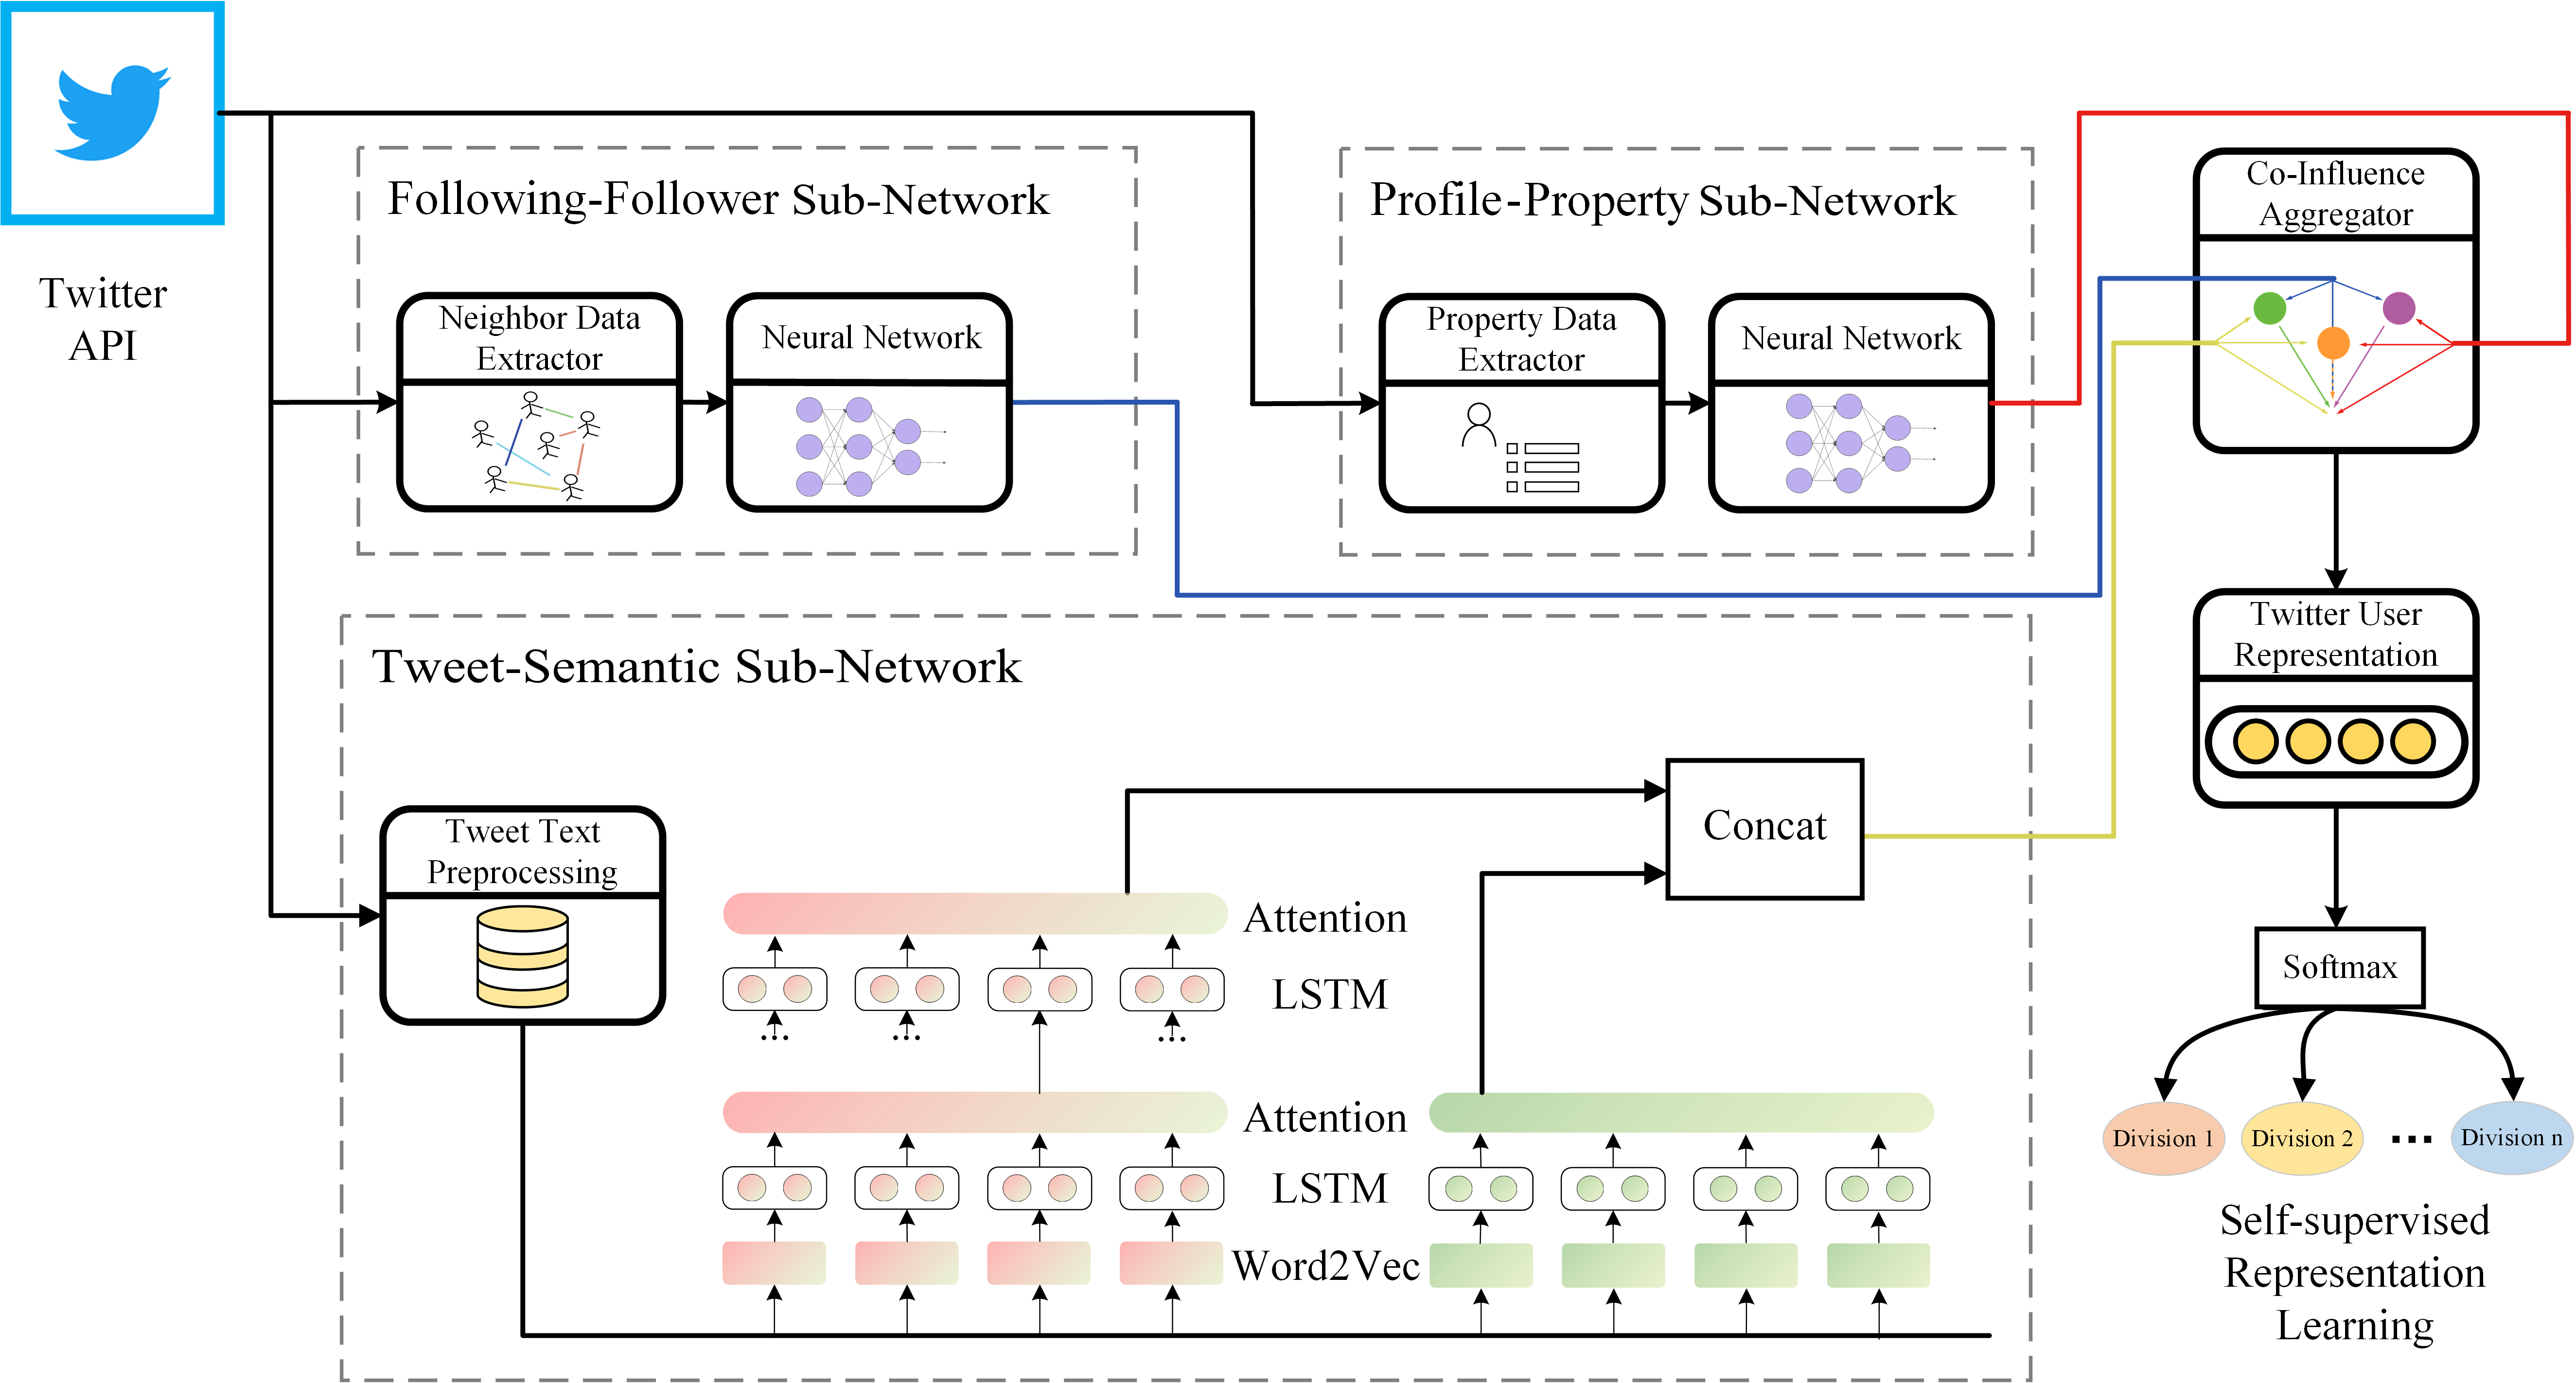 Twitter
API
Following-Follower Sub-Network
Neighbor Data
Extractor
Neural Network
Profile-Property Sub-Network
Property Data
Extractor
Neural Network
Co-Influence
Aggregator
Twitter User
Representation
Tweet-Semantic Sub-Network
Tweet Text
Preprocessing
Concat
Attention
LSTM
...
...
...
Attention
LSTM
Word2Vec
Softmax
Division 1
Division 2
...
Division n
Self-supervised
Representation
Learning